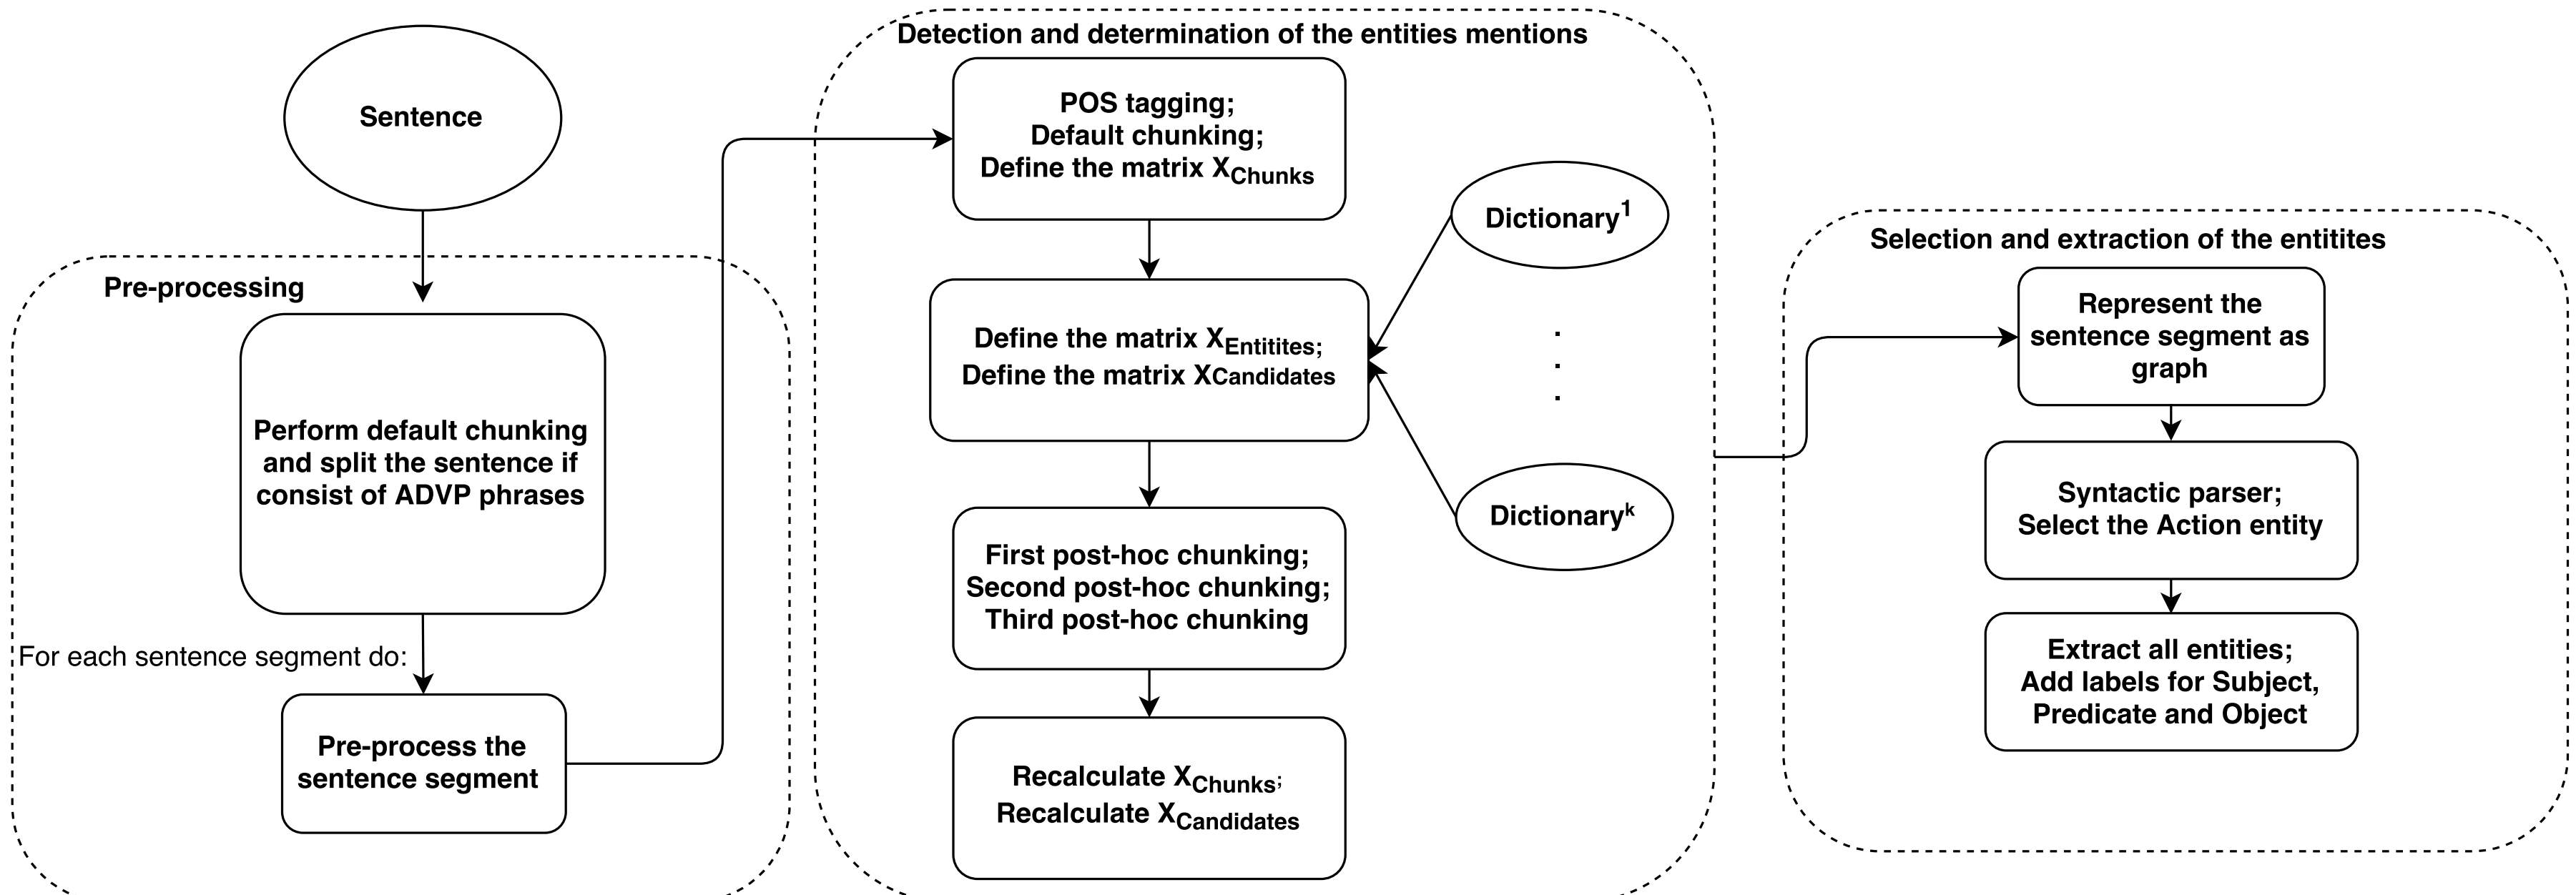 Sentence
Pre-processing
Perform default chunking
and split the sentence if
consist of ADVP phrases
For each sentence segment do:
Pre-process the
sentence segment
Detection and determination of the entities mentions
POS tagging;
Default chunking;
Define the matrix XChunks
Define the matrix XEntitites;
Define the matrix XCandidates
Dictionary1
.
.
.
Dictionaryk
First post-hoc chunking;
Second post-hoc chunking;
Third post-hoc chunking
Recalculate XChunks;
Recalculate XCandidates
Selection and extraction of the entitites
Represent the
sentence segment as
graph
Syntactic parser;
Select the Action entity
Extract all entities;
Add labels for Subject,
Predicate and Object